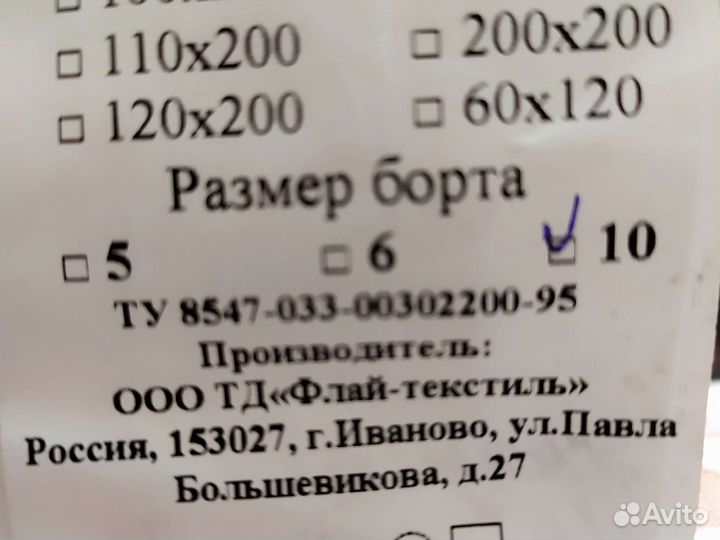 □ 110х200 □ 200х200
□ 120х200 □ 60х120
Размер борта
□ 5 □ 6 ☑ 10
ТУ 8547-033-00302200-95
Производитель:
ООО ТД«Флай-текстиль»
Россия, 153027, г.Иваново, ул.Павла
Большевикова, д.27
Avito